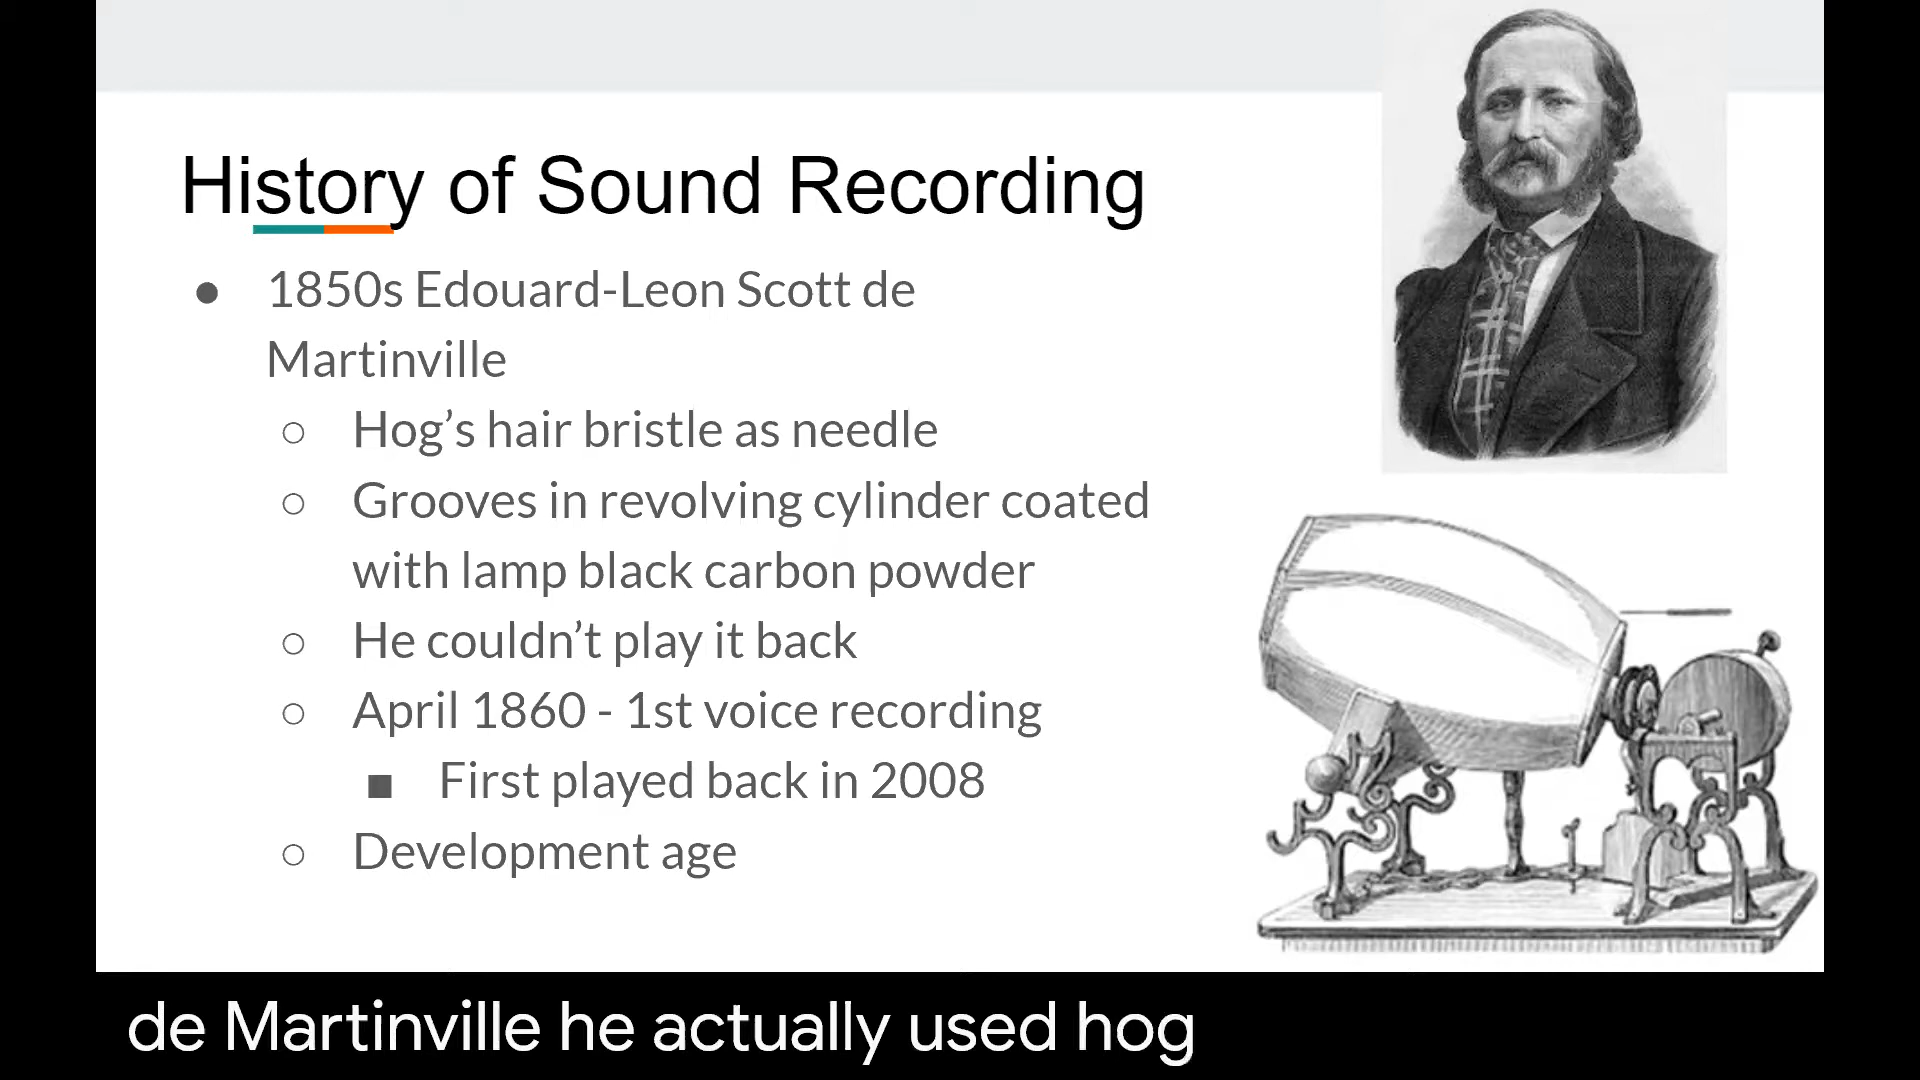 History of Sound Recording
● 1850s Edouard-Leon Scott de
Martinville
○ Hog’s hair bristle as needle
○ Grooves in revolving cylinder coated
with lamp black carbon powder
○ He couldn’t play it back
○ April 1860 - 1st voice recording
■ First played back in 2008
○ Development age
de Martinville he actually used hog